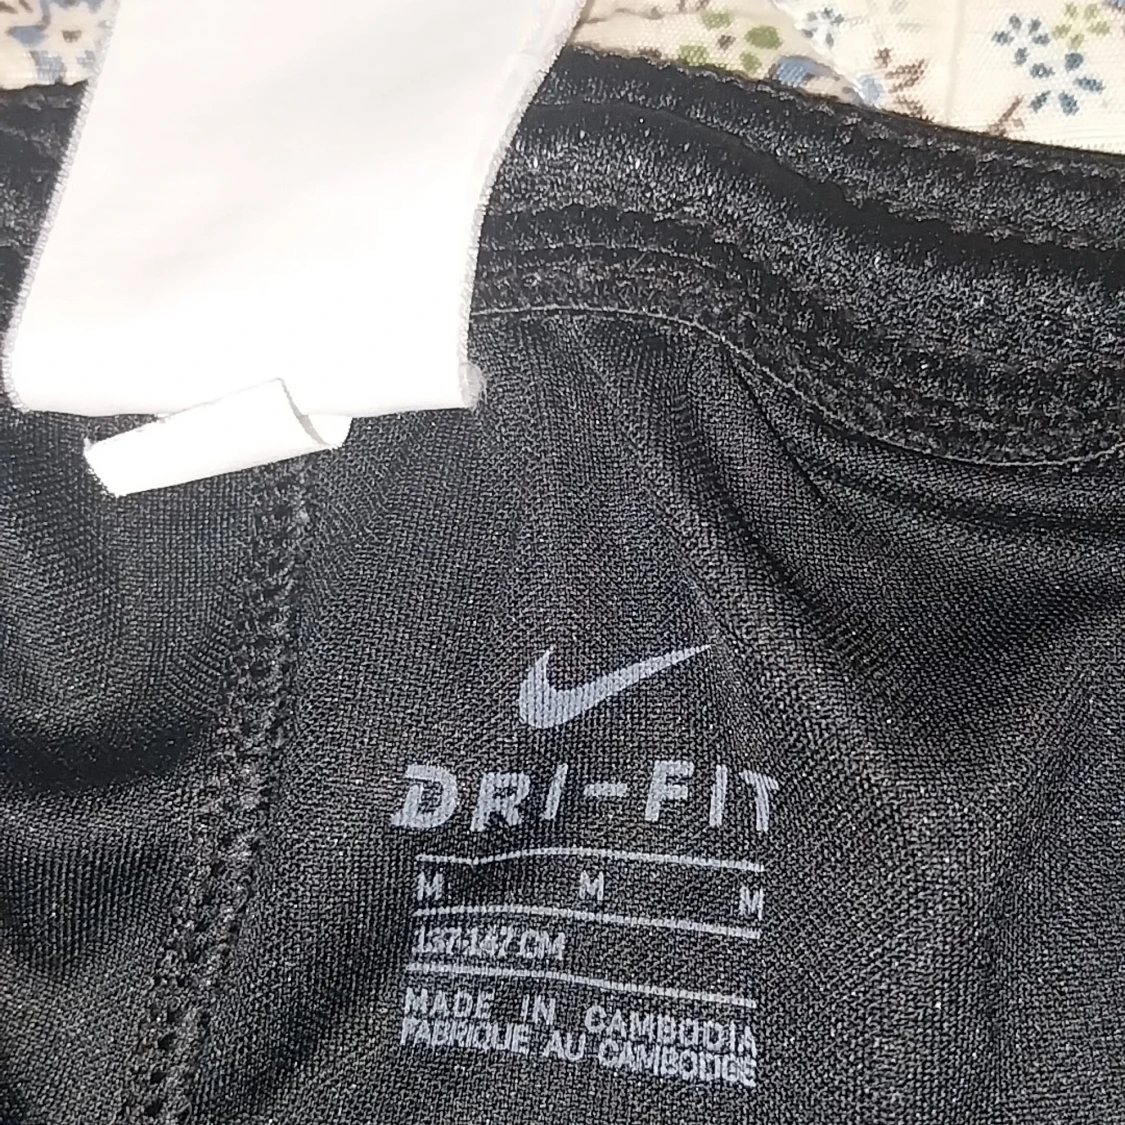 DRI-FIT
M M M
137-147 CM
MADE IN CAMBODIA
FABRIQUE AU CAMBODGE